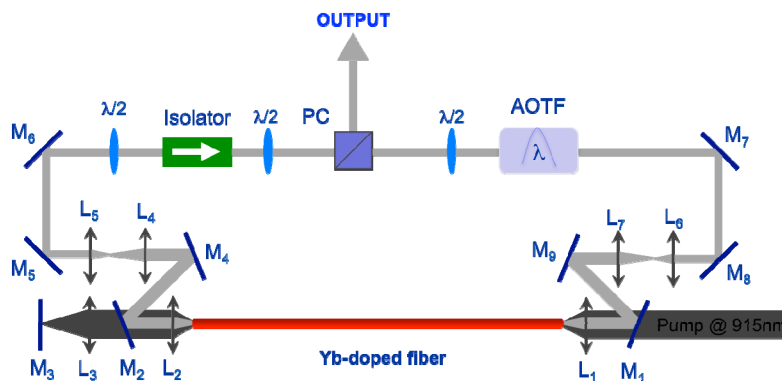 OUTPUT
λ/2
Isolator
λ/2
PC
λ/2
AOTF
λ
M6
M7
L5
L4
M4
M5
L7
L6
M9
M8
M3
L3
M2
L2
Yb-doped fiber
L1
M1
Pump @ 915nm